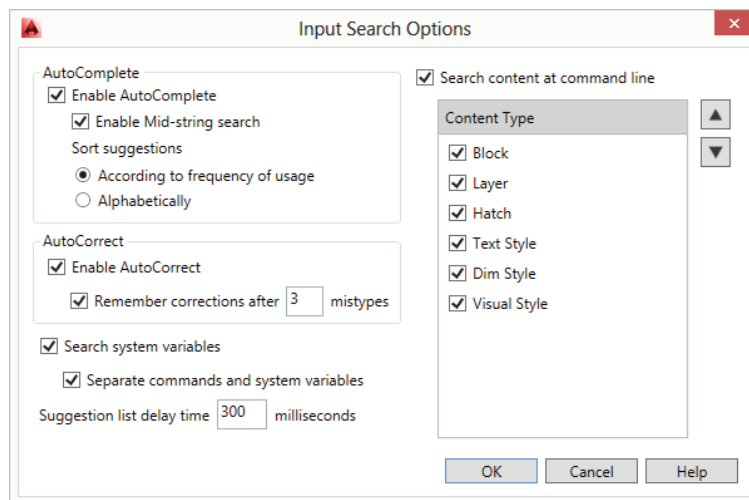 Input Search Options
AutoComplete
Enable AutoComplete
Enable Mid-string search
Sort suggestions
According to frequency of usage
Alphabetically
AutoCorrect
Enable AutoCorrect
Remember corrections after 3 mistypes
Search system variables
Separate commands and system variables
Suggestion list delay time 300 milliseconds
Search content at command line
Content Type
Block
Layer
Hatch
Text Style
Dim Style
Visual Style
OK Cancel Help